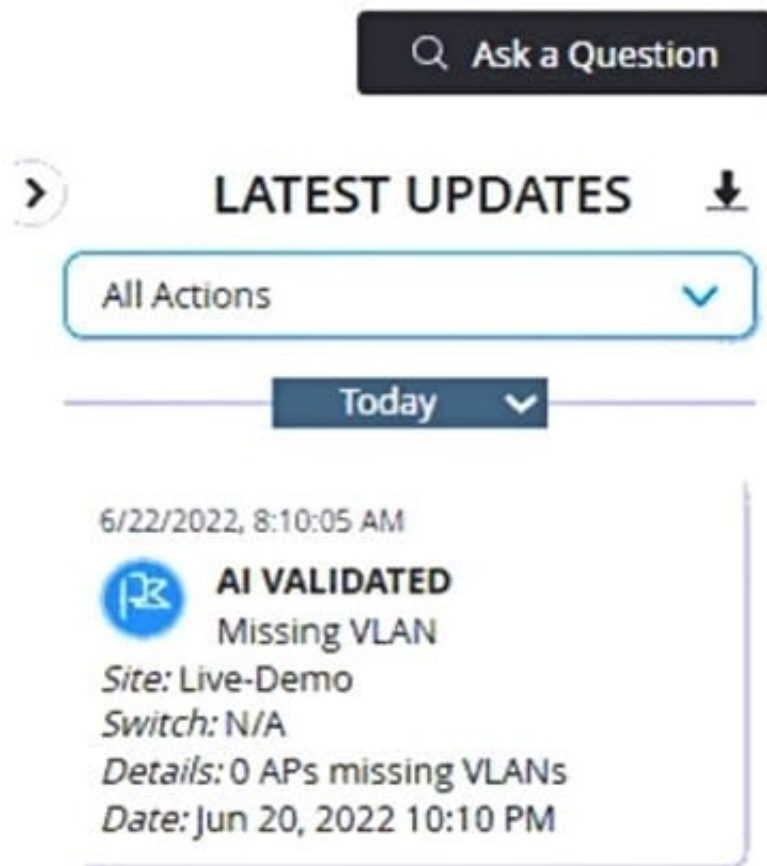 Ask a Question
LATEST UPDATES
All Actions
Today
6/22/2022, 8:10:05 AM
AI VALIDATED
Missing VLAN
Site: Live-Demo
Switch: N/A
Details: 0 APs missing VLANs
Date: Jun 20, 2022 10:10 PM